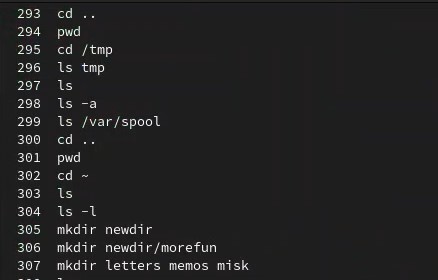 293 cd ..
294 pwd
295 cd /tmp
296 ls tmp
297 ls
298 ls -a
299 ls /var/spool
300 cd ..
301 pwd
302 cd ~
303 ls
304 ls -l
305 mkdir newdir
306 mkdir newdir/morefun
307 mkdir letters memos misk